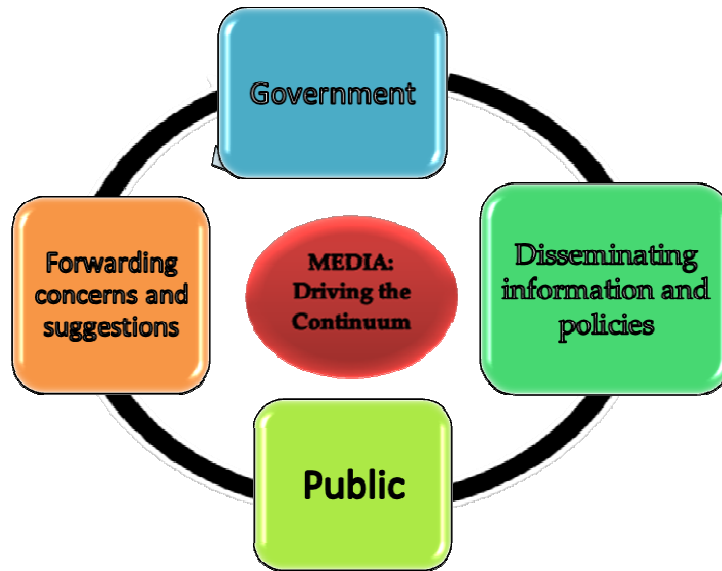 Government
Forwarding
concerns and
suggestions
MEDIA:
Driving the
Continuum
Disseminating
information and
policies
Public